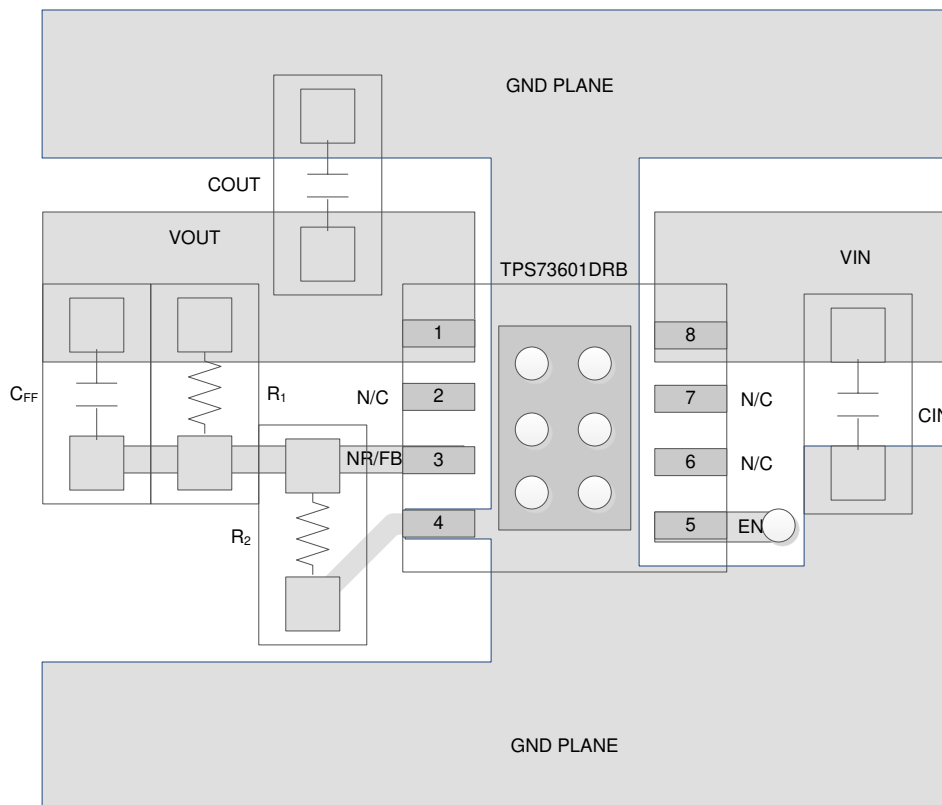 GND PLANE
COUT
VOUT
TPS73601DRB
VIN
1
8
C_FF
R₁
N/C
2
7
N/C
CIN
NR/FB
3
6
N/C
R₂
4
5
EN
GND PLANE